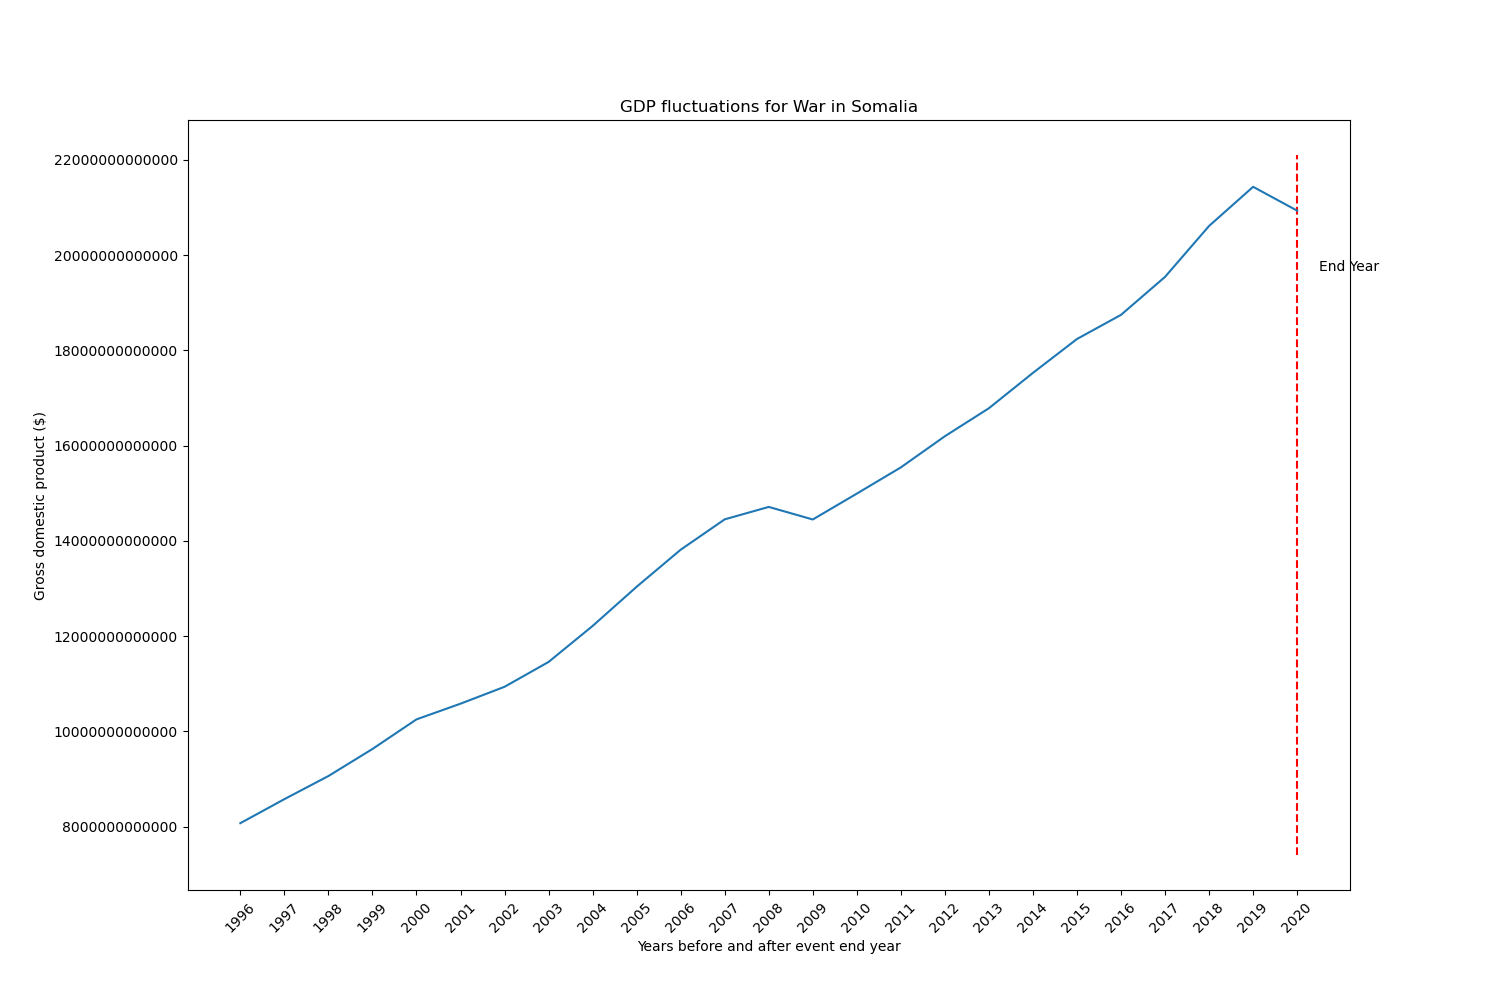 GDP fluctuations for War in Somalia
22000000000000
20000000000000
End Year
18000000000000
16000000000000
Gross domestic product ($)
14000000000000
12000000000000
10000000000000
8000000000000
1996 1997 1998 1999 2000 2001 2002 2003 2004 2005 2006 2007 2008 2009 2010 2011 2012 2013 2014 2015 2016 2017 2018 2019 2020
Years before and after event end year